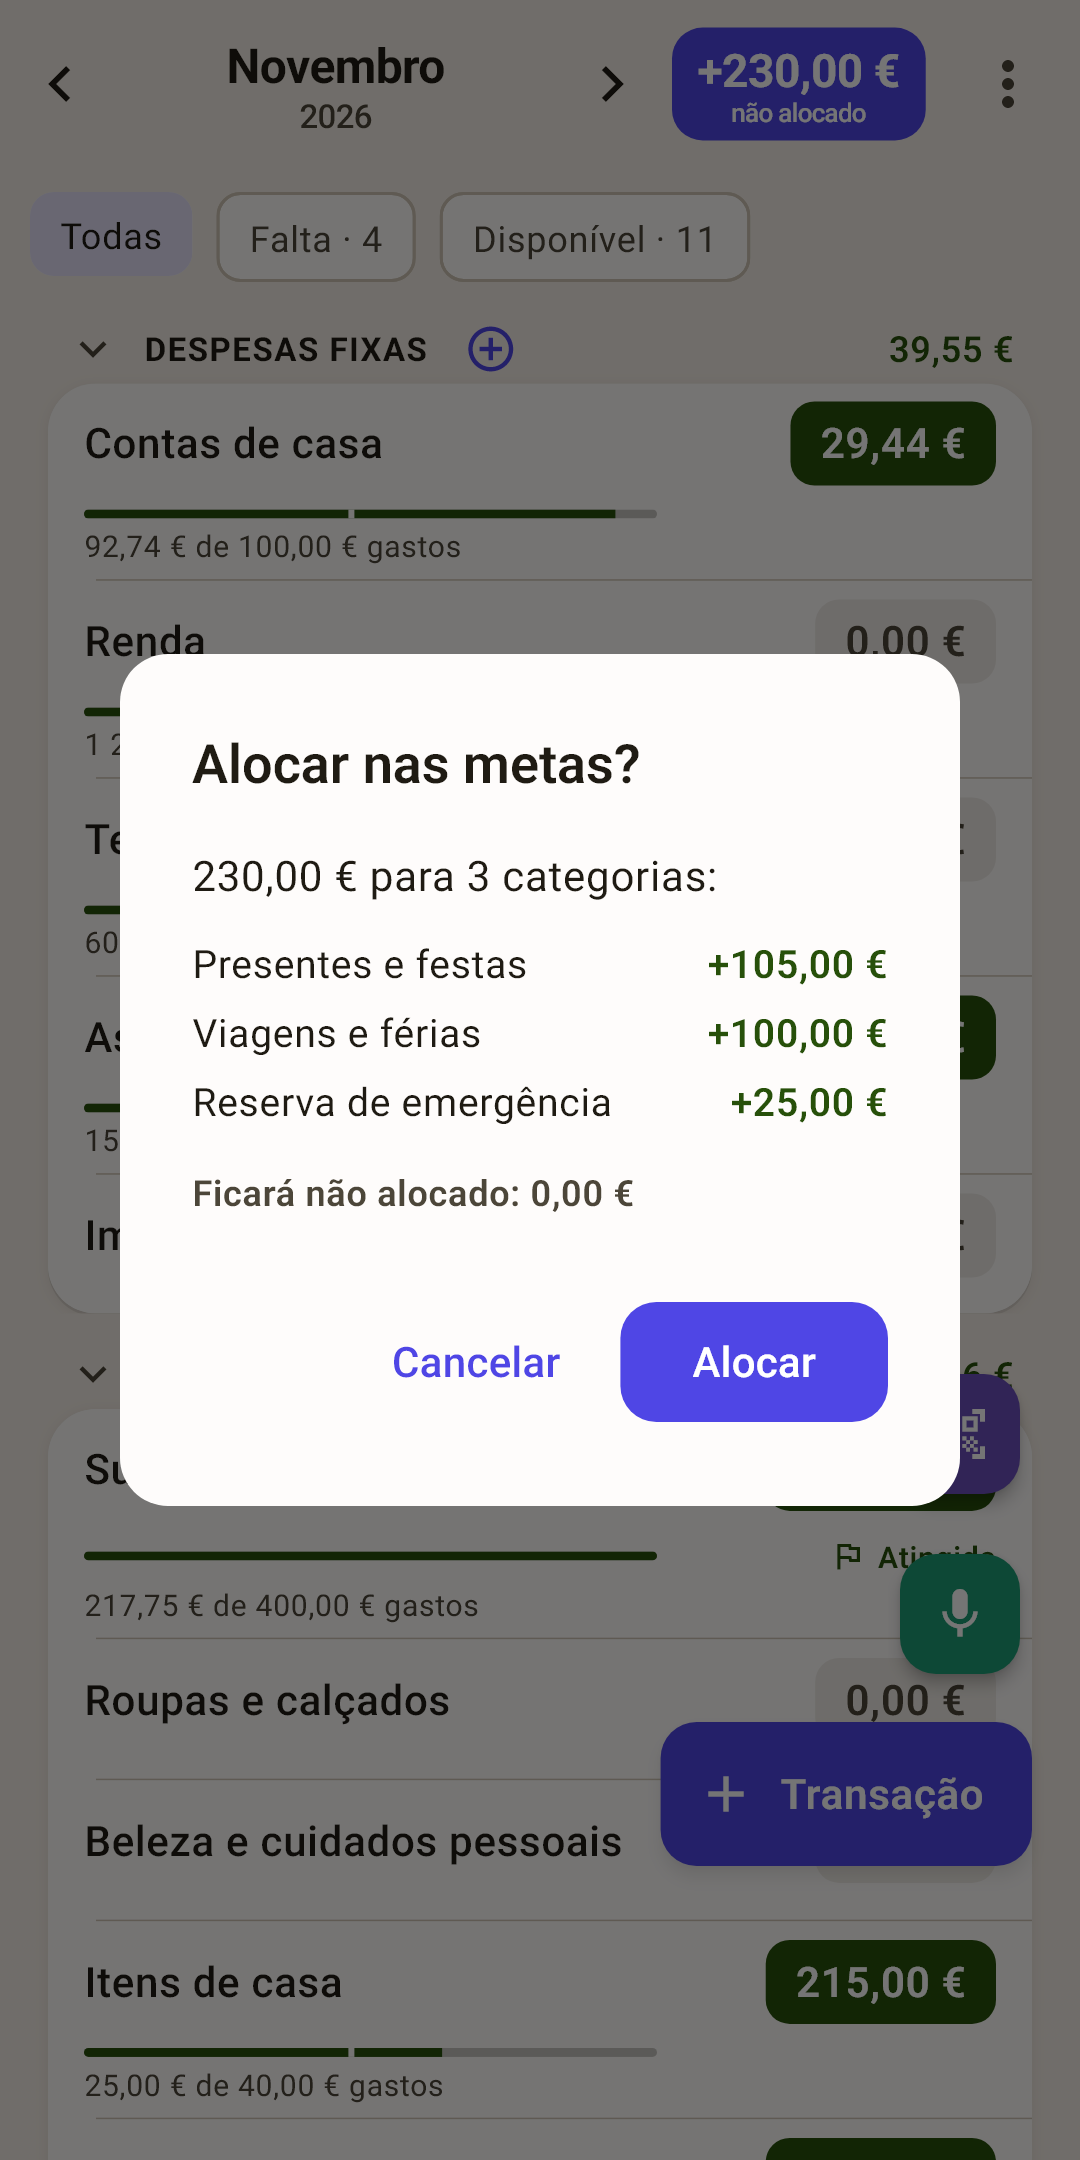 Novembro
2026
+230,00 €
não alocado
Todas
Falta · 4
Disponível · 11
DESPESAS FIXAS
39,55 €
Contas de casa
29,44 €
92,74 € de 100,00 € gastos
Renda
0,00 €
Alocar nas metas?
230,00 € para 3 categorias:
Presentes e festas
+105,00 €
Viagens e férias
+100,00 €
Reserva de emergência
+25,00 €
Ficará não alocado: 0,00 €
Cancelar
Alocar
217,75 € de 400,00 € gastos
Roupas e calçados
0,00 €
Transação
Beleza e cuidados pessoais
Itens de casa
215,00 €
25,00 € de 40,00 € gastos